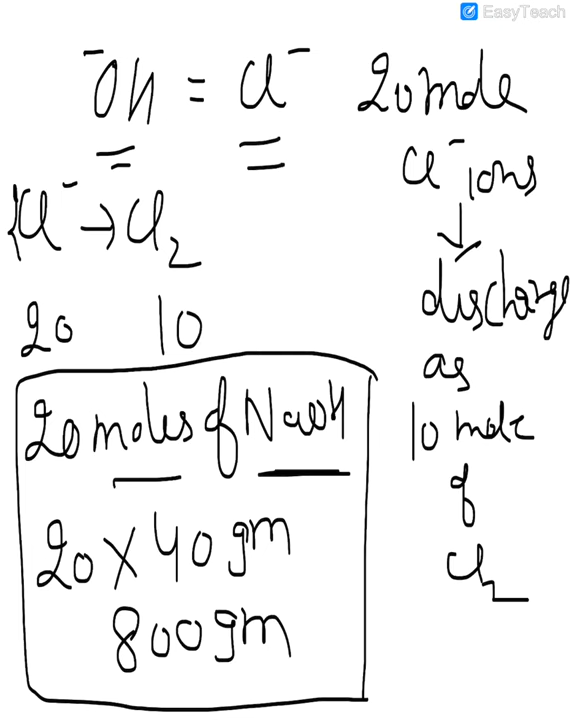 EasyTeach
⁻OH = Cl⁻
{Cl⁻ → Cl₂
20 10
20 moles of NaOH
20 × 40 gm
800 gm
20 mole
Cl⁻ ions
↓
discharge
as
10 mole
of
Cl₂